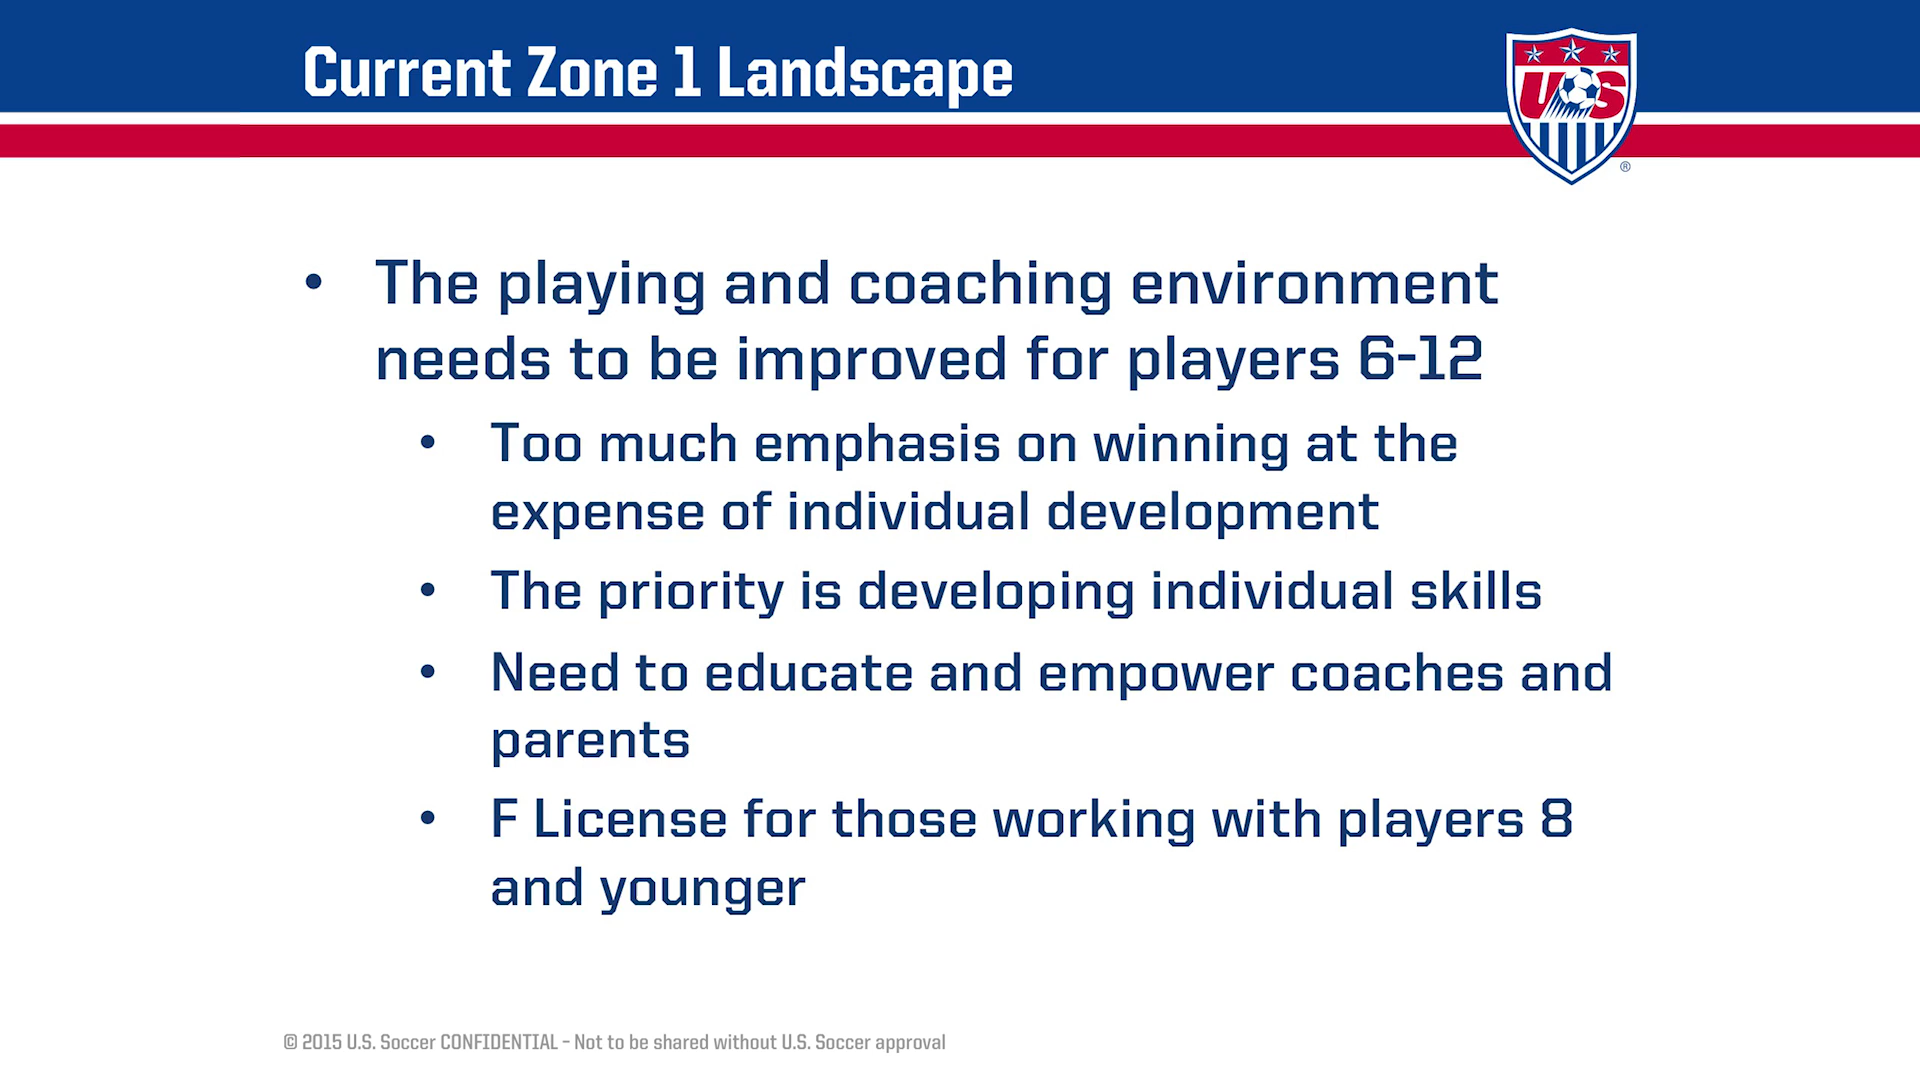 Current Zone 1 Landscape
US
®
• The playing and coaching environment
needs to be improved for players 6-12
• Too much emphasis on winning at the
expense of individual development
• The priority is developing individual skills
• Need to educate and empower coaches and
parents
• F License for those working with players 8
and younger
© 2015 U.S. Soccer CONFIDENTIAL – Not to be shared without U.S. Soccer approval